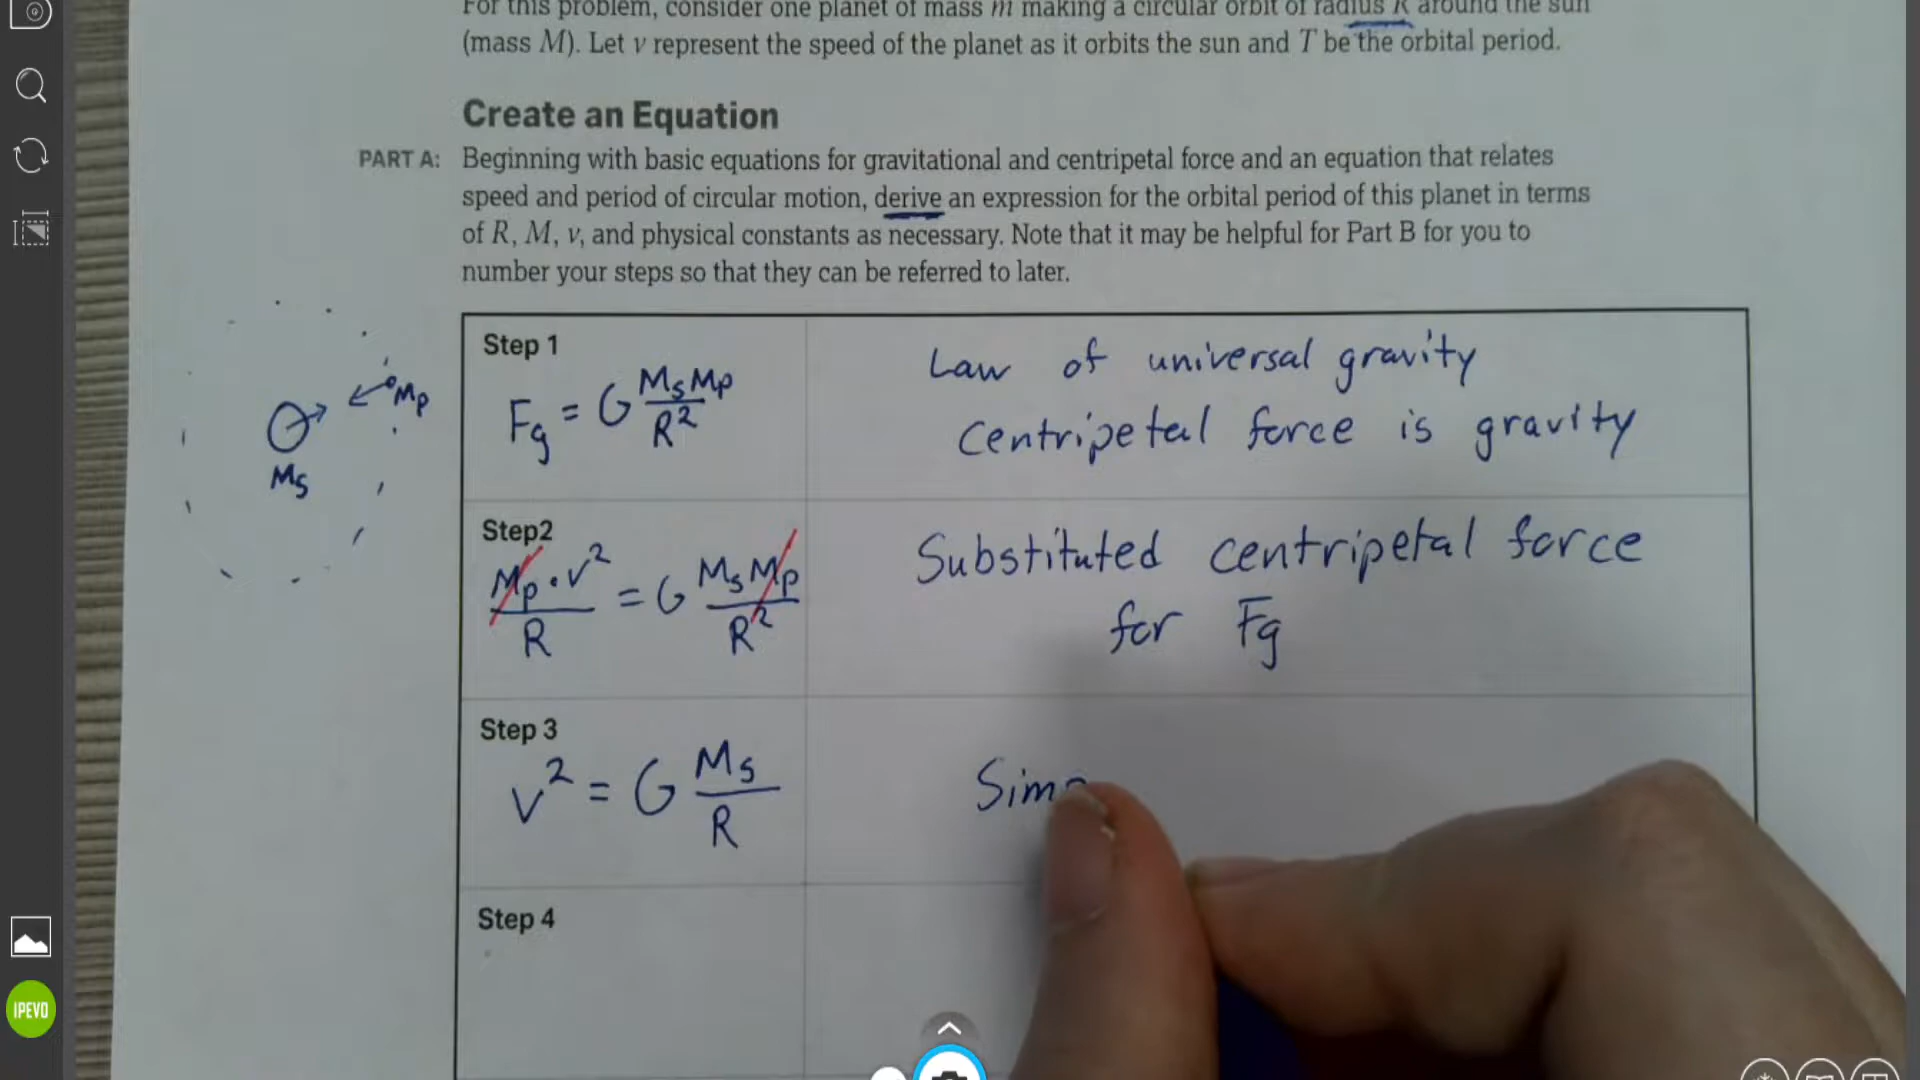 For this problem, consider one planet of mass m making a circular orbit of radius R around the sun
(mass M). Let v represent the speed of the planet as it orbits the sun and T be the orbital period.
Create an Equation
PART A: Beginning with basic equations for gravitational and centripetal force and an equation that relates
speed and period of circular motion, derive an expression for the orbital period of this planet in terms
of R, M, v, and physical constants as necessary. Note that it may be helpful for Part B for you to
number your steps so that they can be referred to later.
Mp
Ms
Step 1
Fg = G MsMp / R²
Law of universal gravity
Centripetal force is gravity
Step2
Mp · v² / R = G MsMp / R²
Substituted centripetal force
for Fg
Step 3
v² = G Ms / R
Step 4
IPEVO